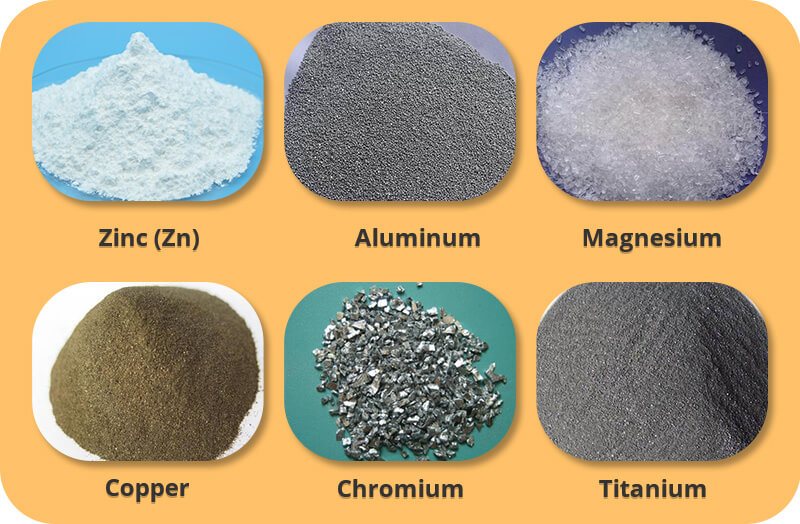 Zinc (Zn)
Aluminum
Magnesium
Copper
Chromium
Titanium